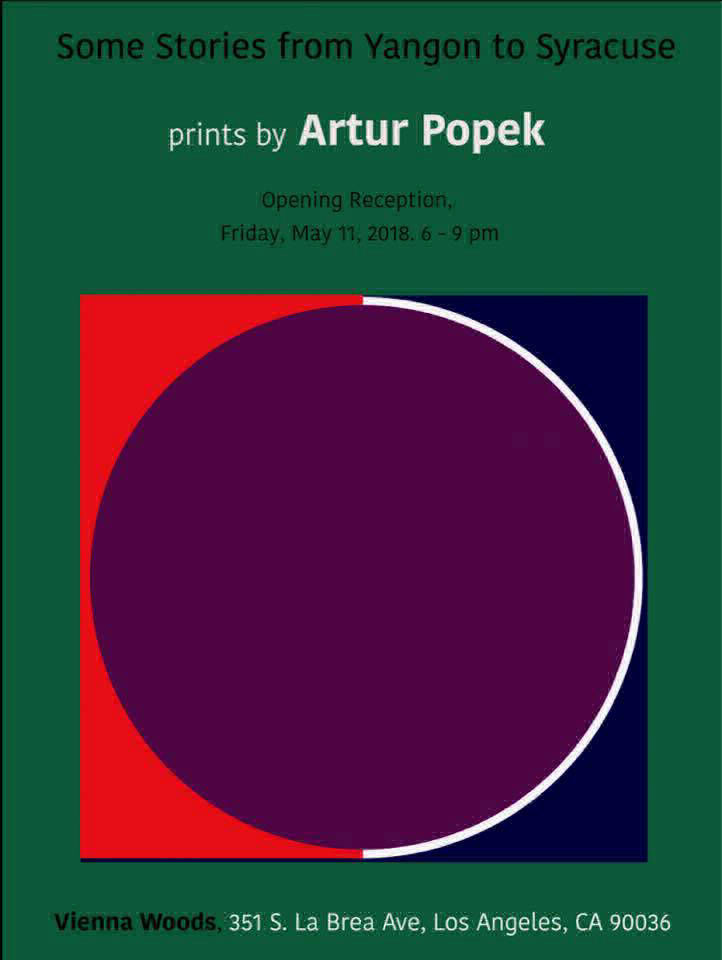 Some Stories from Yangon to Syracuse
prints by Artur Popek
Opening Reception,
Friday, May 11, 2018. 6 - 9 pm
Vienna Woods, 351 S. La Brea Ave, Los Angeles, CA 90036